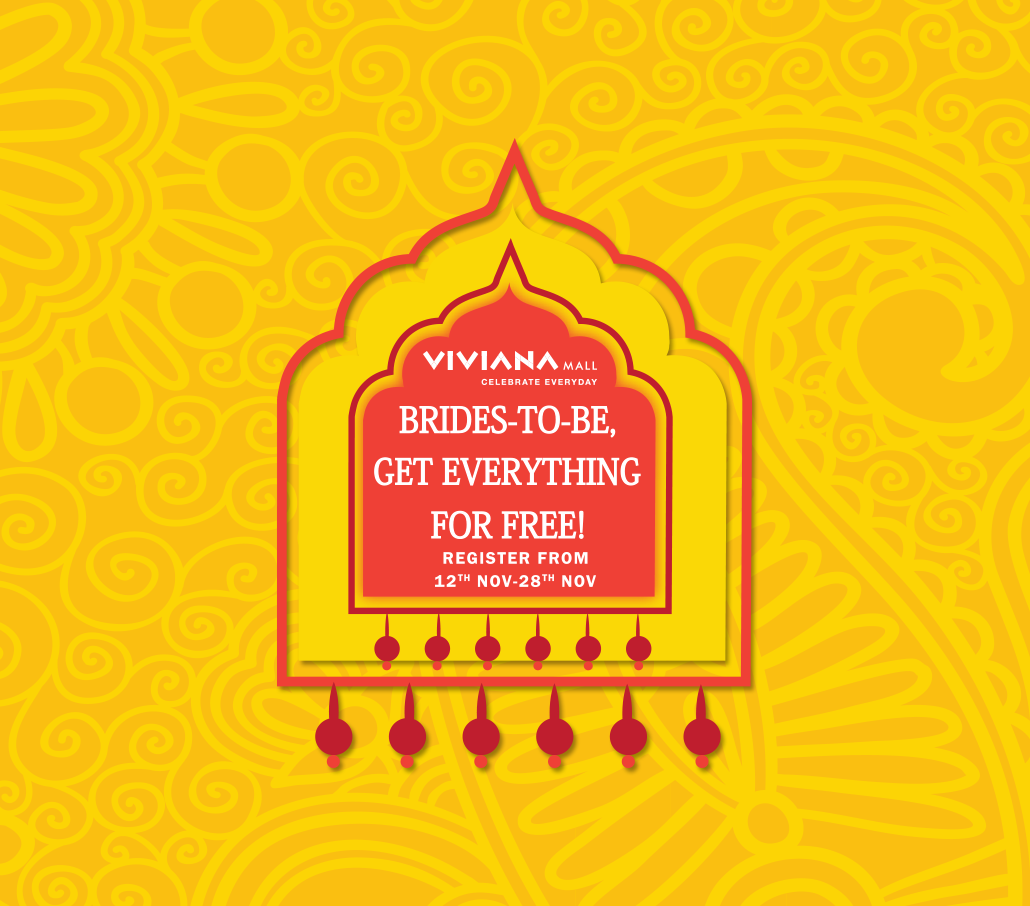 VIVIANA MALL
CELEBRATE EVERYDAY
BRIDES-TO-BE,
GET EVERYTHING
FOR FREE!
REGISTER FROM
12TH NOV-28TH NOV